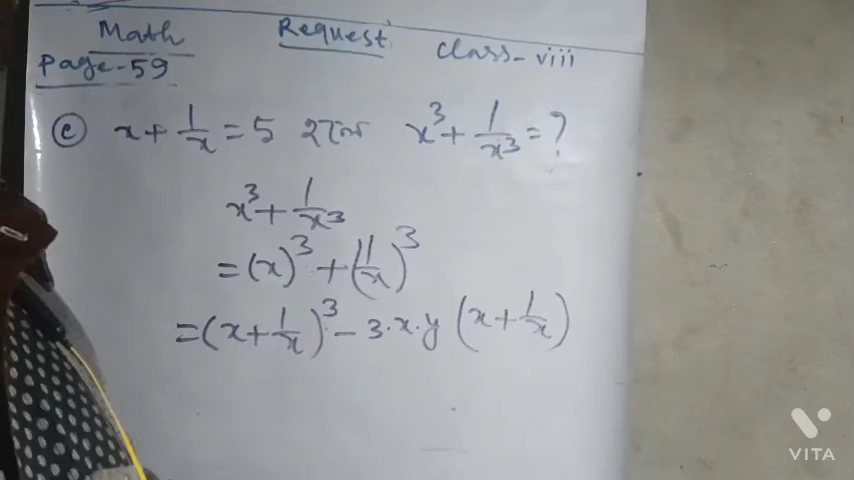 Math Request Class-viii
Page-59
(c) x + 1/x = 5 হলে x³ + 1/x³ = ?
x³ + 1/x³
= (x)³ + (1/x)³
= (x + 1/x)³ - 3·x·y (x + 1/x)
VITA